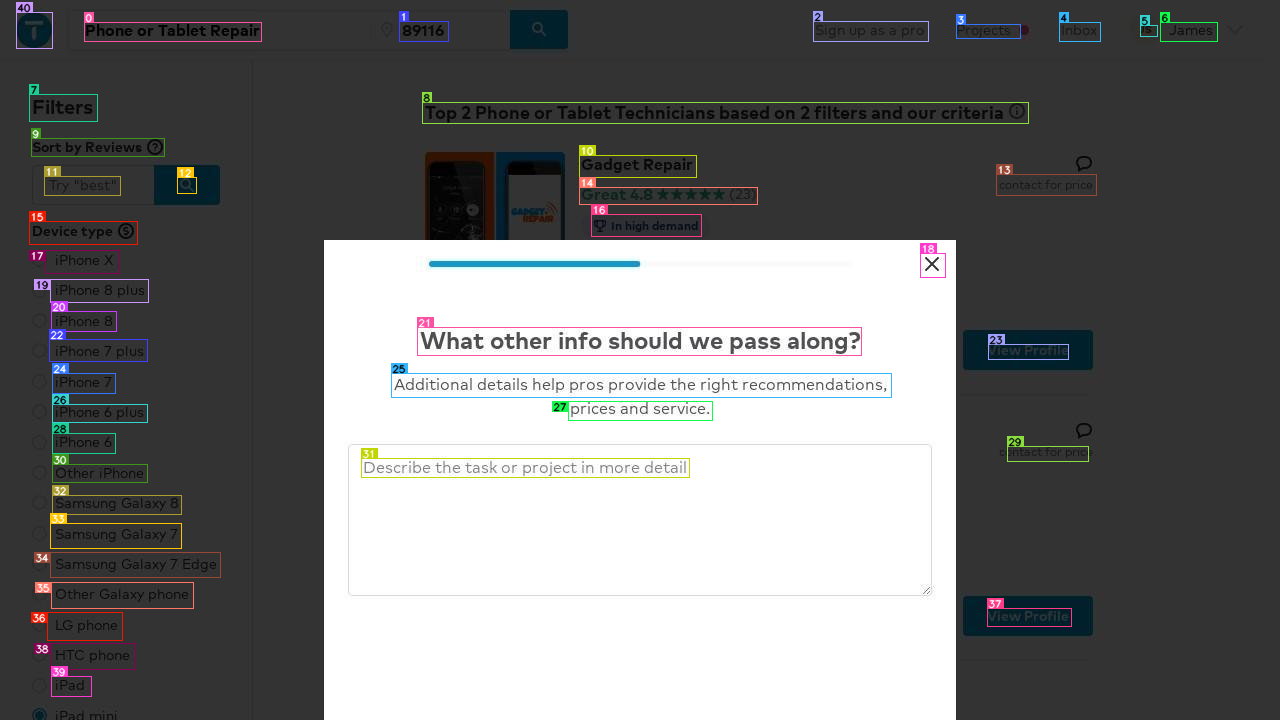 40
0 Phone or Tablet Repair
1 89116
2 Sign up as a pro
3 Projects
4 Inbox
5
6 James
7
Filters
8
Top 2 Phone or Tablet Technicians based on 2 filters and our criteria
9
Sort by Reviews
10
Gadget Repair
11 Try "best"
12
13
contact for price
14
Great 4.8 ★★★★★ (23)
15
Device type
16
In high demand
GADGET
REPAIR
17 iPhone X
18
19 iPhone 8 plus
20 iPhone 8
21
What other info should we pass along?
22 iPhone 7 plus
23
View Profile
24 iPhone 7
25
Additional details help pros provide the right recommendations,
26 iPhone 6 plus
27 prices and service.
28 iPhone 6
29
contact for price
30 Other iPhone
31
Describe the task or project in more detail
32 Samsung Galaxy 8
33 Samsung Galaxy 7
34 Samsung Galaxy 7 Edge
35 Other Galaxy phone
36 LG phone
37
View Profile
38 HTC phone
39 iPad
iPad mini